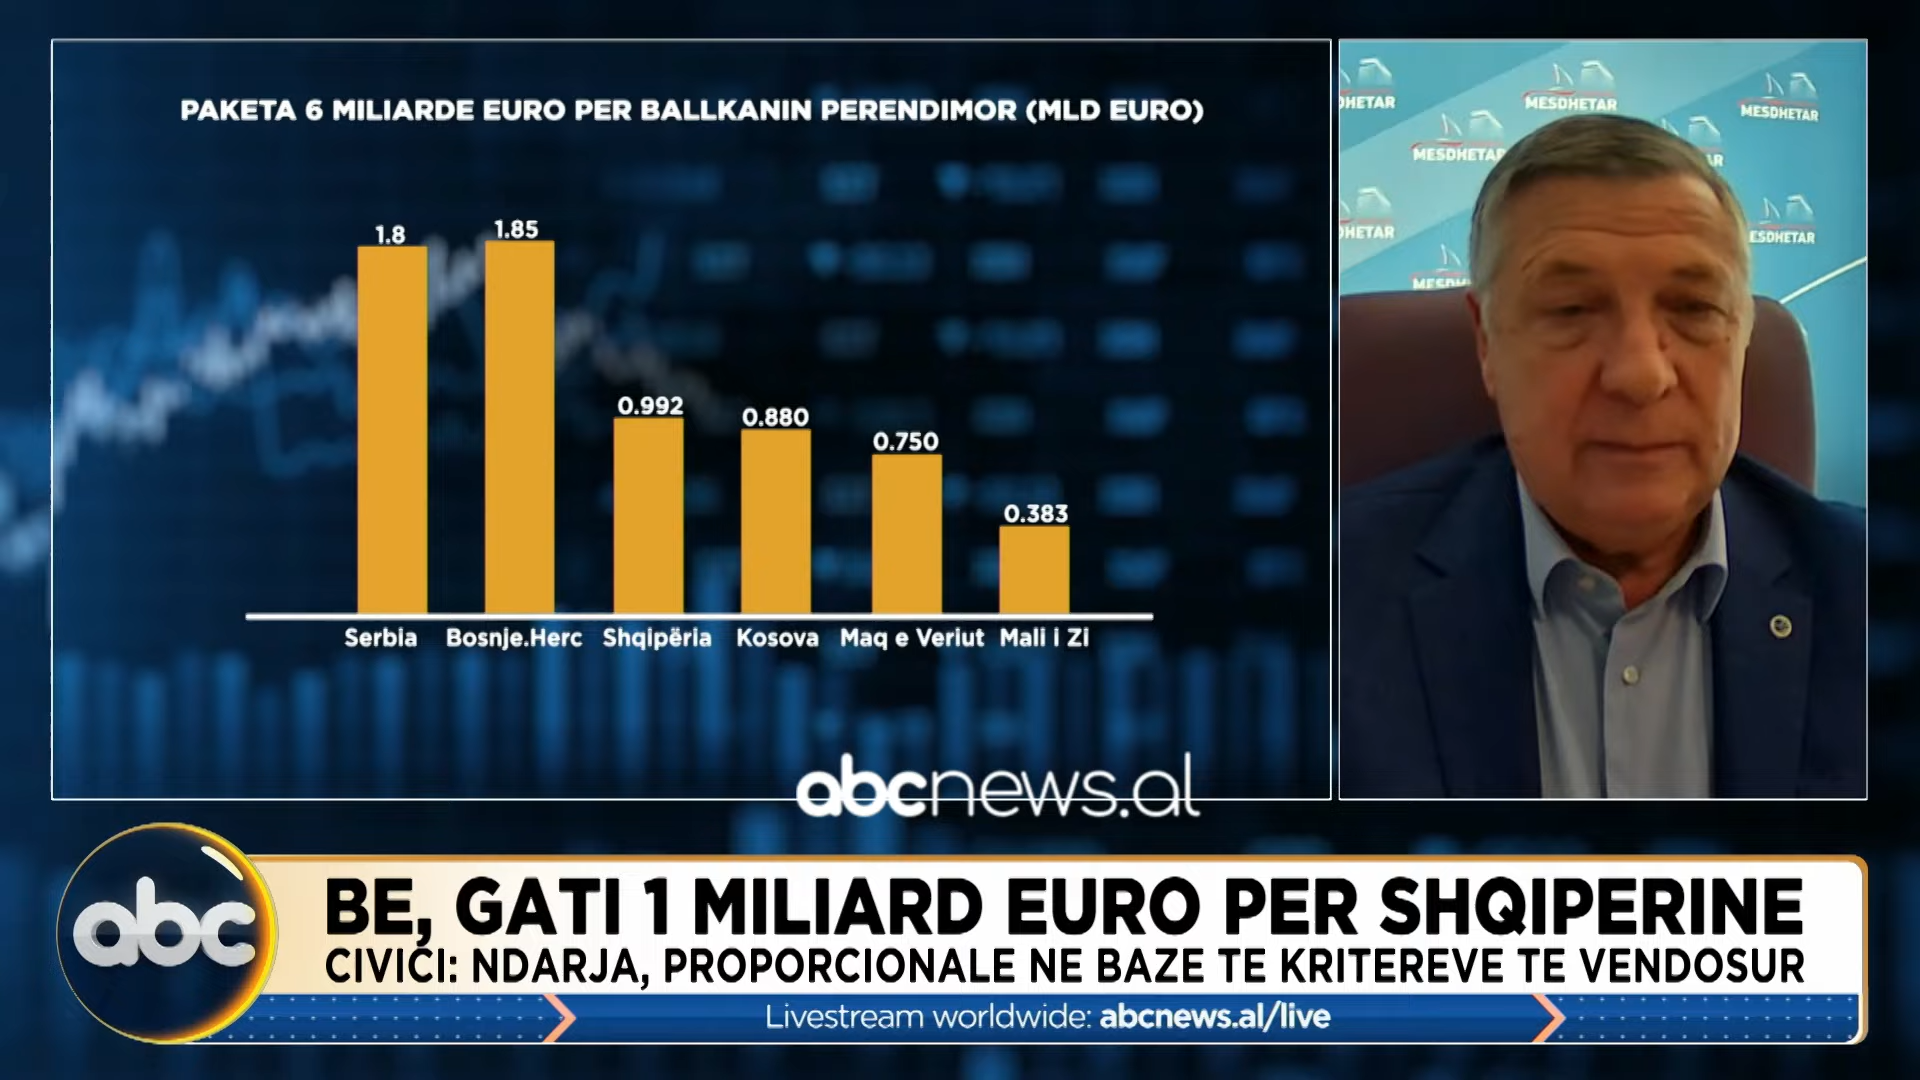 PAKETA 6 MILIARDE EURO PER BALLKANIN PERENDIMOR (MLD EURO)
1.8
1.85
0.992
0.880
0.750
0.383
Serbia
Bosnje.Herc
Shqipëria
Kosova
Maq e Veriut
Mali i Zi
MESDHETAR
MESDHETAR
MESDHETAR
abcnews.al
abc
BE, GATI 1 MILIARD EURO PER SHQIPERINE
CIVICI: NDARJA, PROPORCIONALE NE BAZE TE KRITEREVE TE VENDOSUR
Livestream worldwide: abcnews.al/live